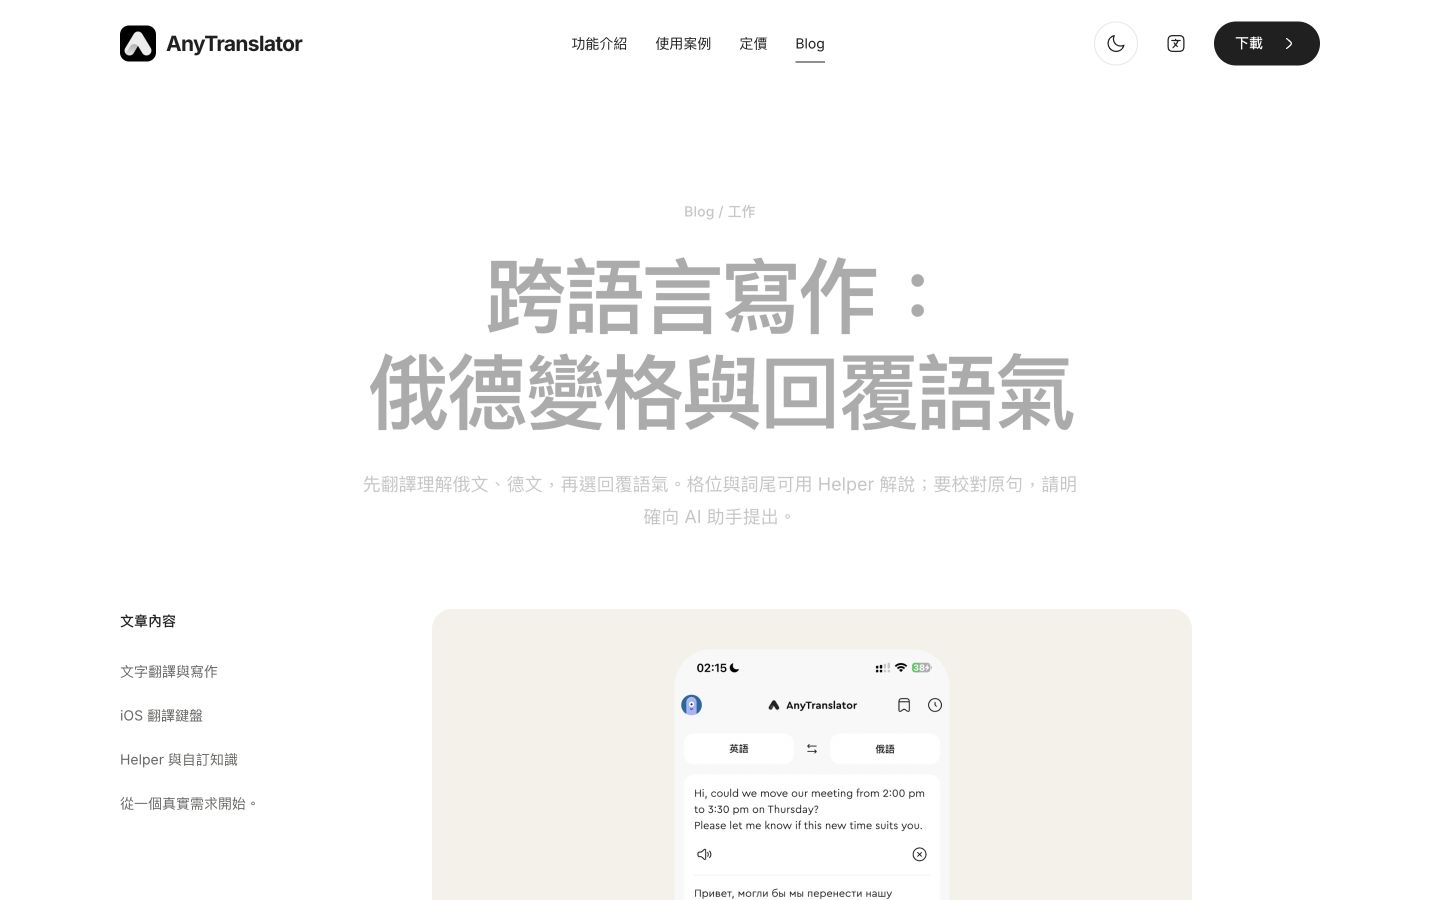 AnyTranslator
功能介紹
使用案例
定價
Blog
下載
Blog / 工作
跨語言寫作：
俄德變格與回覆語氣
先翻譯理解俄文、德文，再選回覆語氣。格位與詞尾可用 Helper 解說；要校對原句，請明
確向 AI 助手提出。
文章內容
文字翻譯與寫作
iOS 翻譯鍵盤
Helper 與自訂知識
從一個真實需求開始。
02:15
38
AnyTranslator
英語
俄語
Hi, could we move our meeting from 2:00 pm
to 3:30 pm on Thursday?
Please let me know if this new time suits you.
Привет, могли бы мы перенести нашу